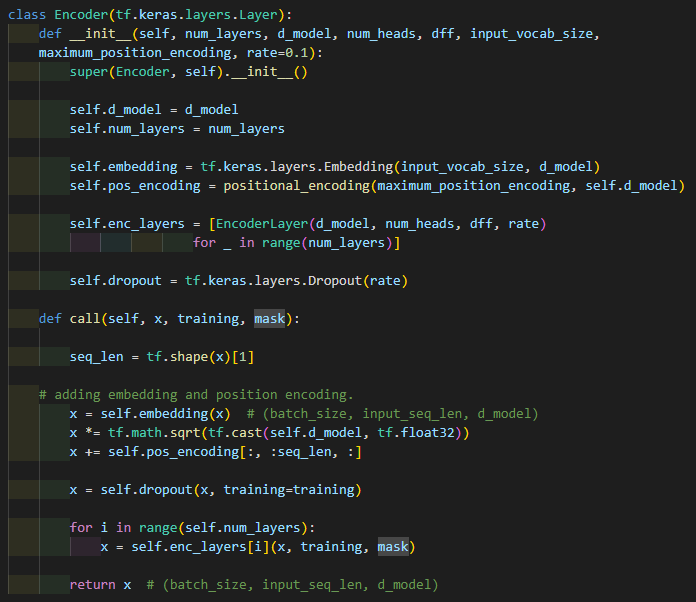 class Encoder(tf.keras.layers.Layer):
    def __init__(self, num_layers, d_model, num_heads, dff, input_vocab_size,
    maximum_position_encoding, rate=0.1):
        super(Encoder, self).__init__()

        self.d_model = d_model
        self.num_layers = num_layers

        self.embedding = tf.keras.layers.Embedding(input_vocab_size, d_model)
        self.pos_encoding = positional_encoding(maximum_position_encoding, self.d_model)

        self.enc_layers = [EncoderLayer(d_model, num_heads, dff, rate)
                        for _ in range(num_layers)]

        self.dropout = tf.keras.layers.Dropout(rate)

    def call(self, x, training, mask):

        seq_len = tf.shape(x)[1]

    # adding embedding and position encoding.
        x = self.embedding(x)  # (batch_size, input_seq_len, d_model)
        x *= tf.math.sqrt(tf.cast(self.d_model, tf.float32))
        x += self.pos_encoding[:, :seq_len, :]

        x = self.dropout(x, training=training)

        for i in range(self.num_layers):
            x = self.enc_layers[i](x, training, mask)

        return x  # (batch_size, input_seq_len, d_model)